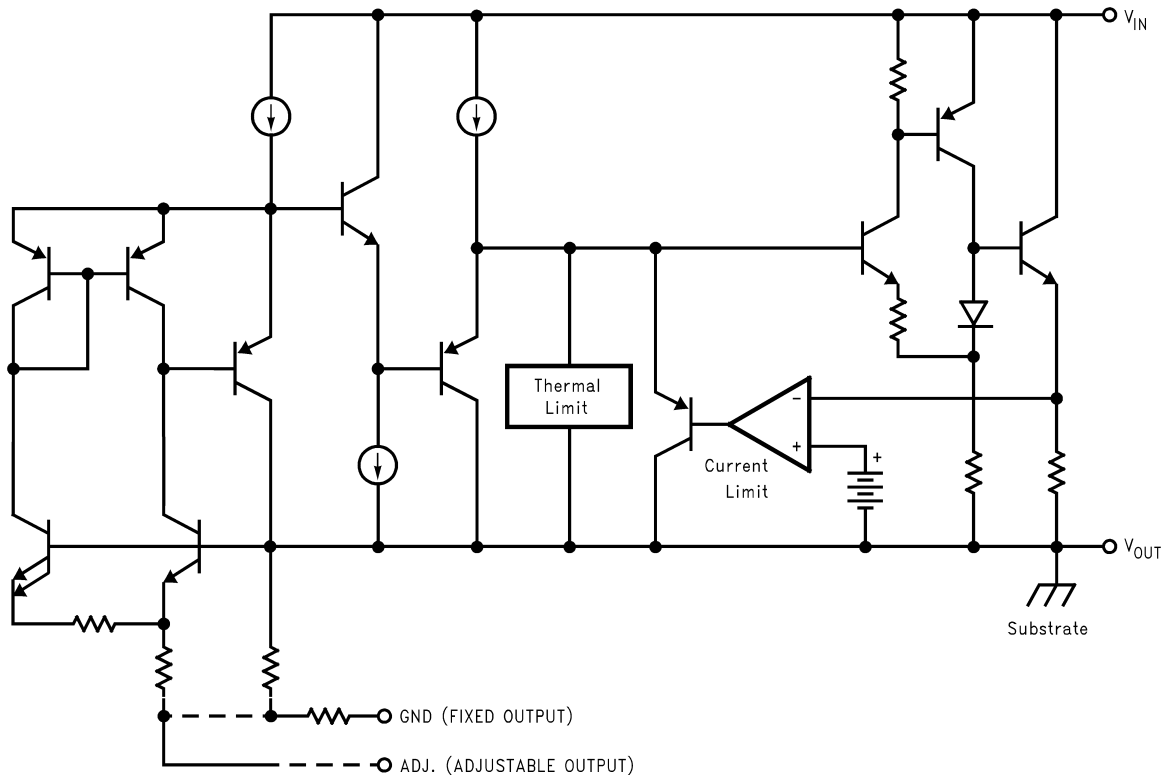 V_IN
Thermal
Limit
−
+
+
Current
Limit
V_OUT
Substrate
GND (FIXED OUTPUT)
ADJ. (ADJUSTABLE OUTPUT)